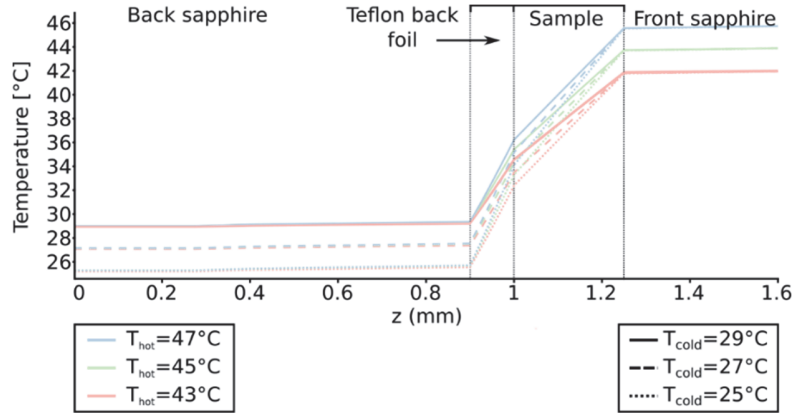 Back sapphire
Teflon back
foil
Sample
Front sapphire
Temperature [°C]
46
44
42
40
38
36
34
32
30
28
26
0
0.2
0.4
0.6
0.8
1
1.2
1.4
1.6
z (mm)
Thot=47°C
Thot=45°C
Thot=43°C
Tcold=29°C
Tcold=27°C
Tcold=25°C